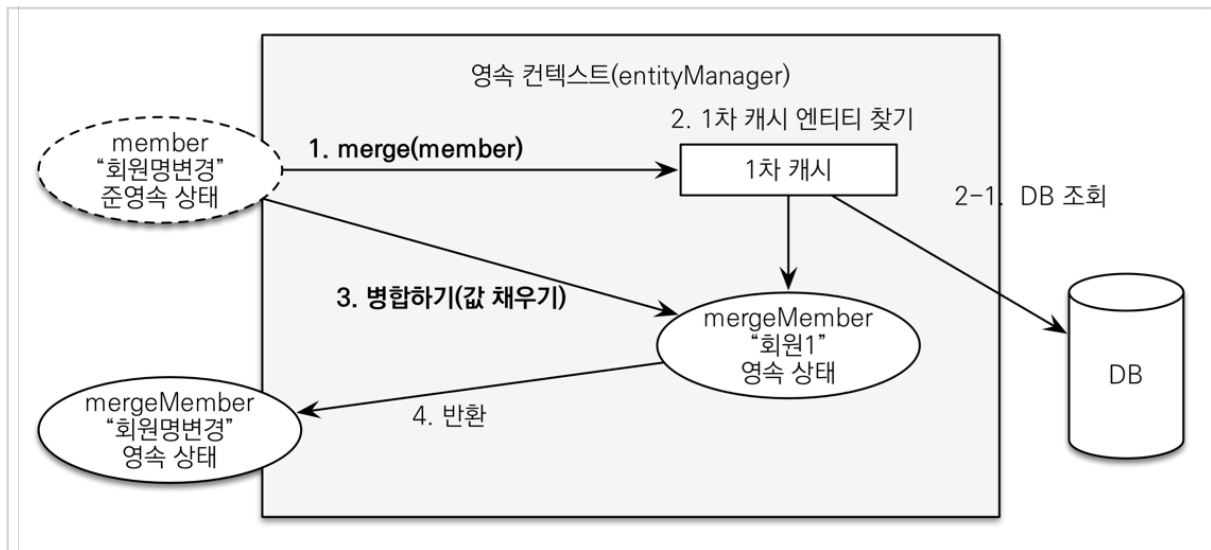 영속 컨텍스트(entityManager)
2. 1차 캐시 엔티티 찾기
member
“회원명변경”
준영속 상태
1. merge(member)
1차 캐시
2-1. DB 조회
3. 병합하기(값 채우기)
mergeMember
“회원1”
영속 상태
DB
mergeMember
“회원명변경”
영속 상태
4. 반환